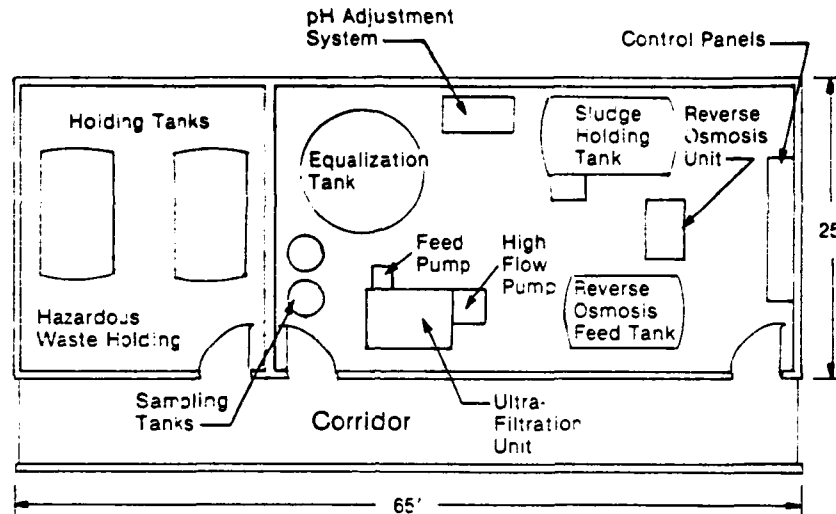 pH Adjustment
System
Control Panels
Holding Tanks
Equalization
Tank
Sludge
Holding
Tank
Reverse
Osmosis
Unit
25'
Feed
Pump
High
Flow
Pump
Reverse
Osmosis
Feed Tank
Hazardous
Waste Holding
Sampling
Tanks
Corridor
Ultra-
Filtration
Unit
65'